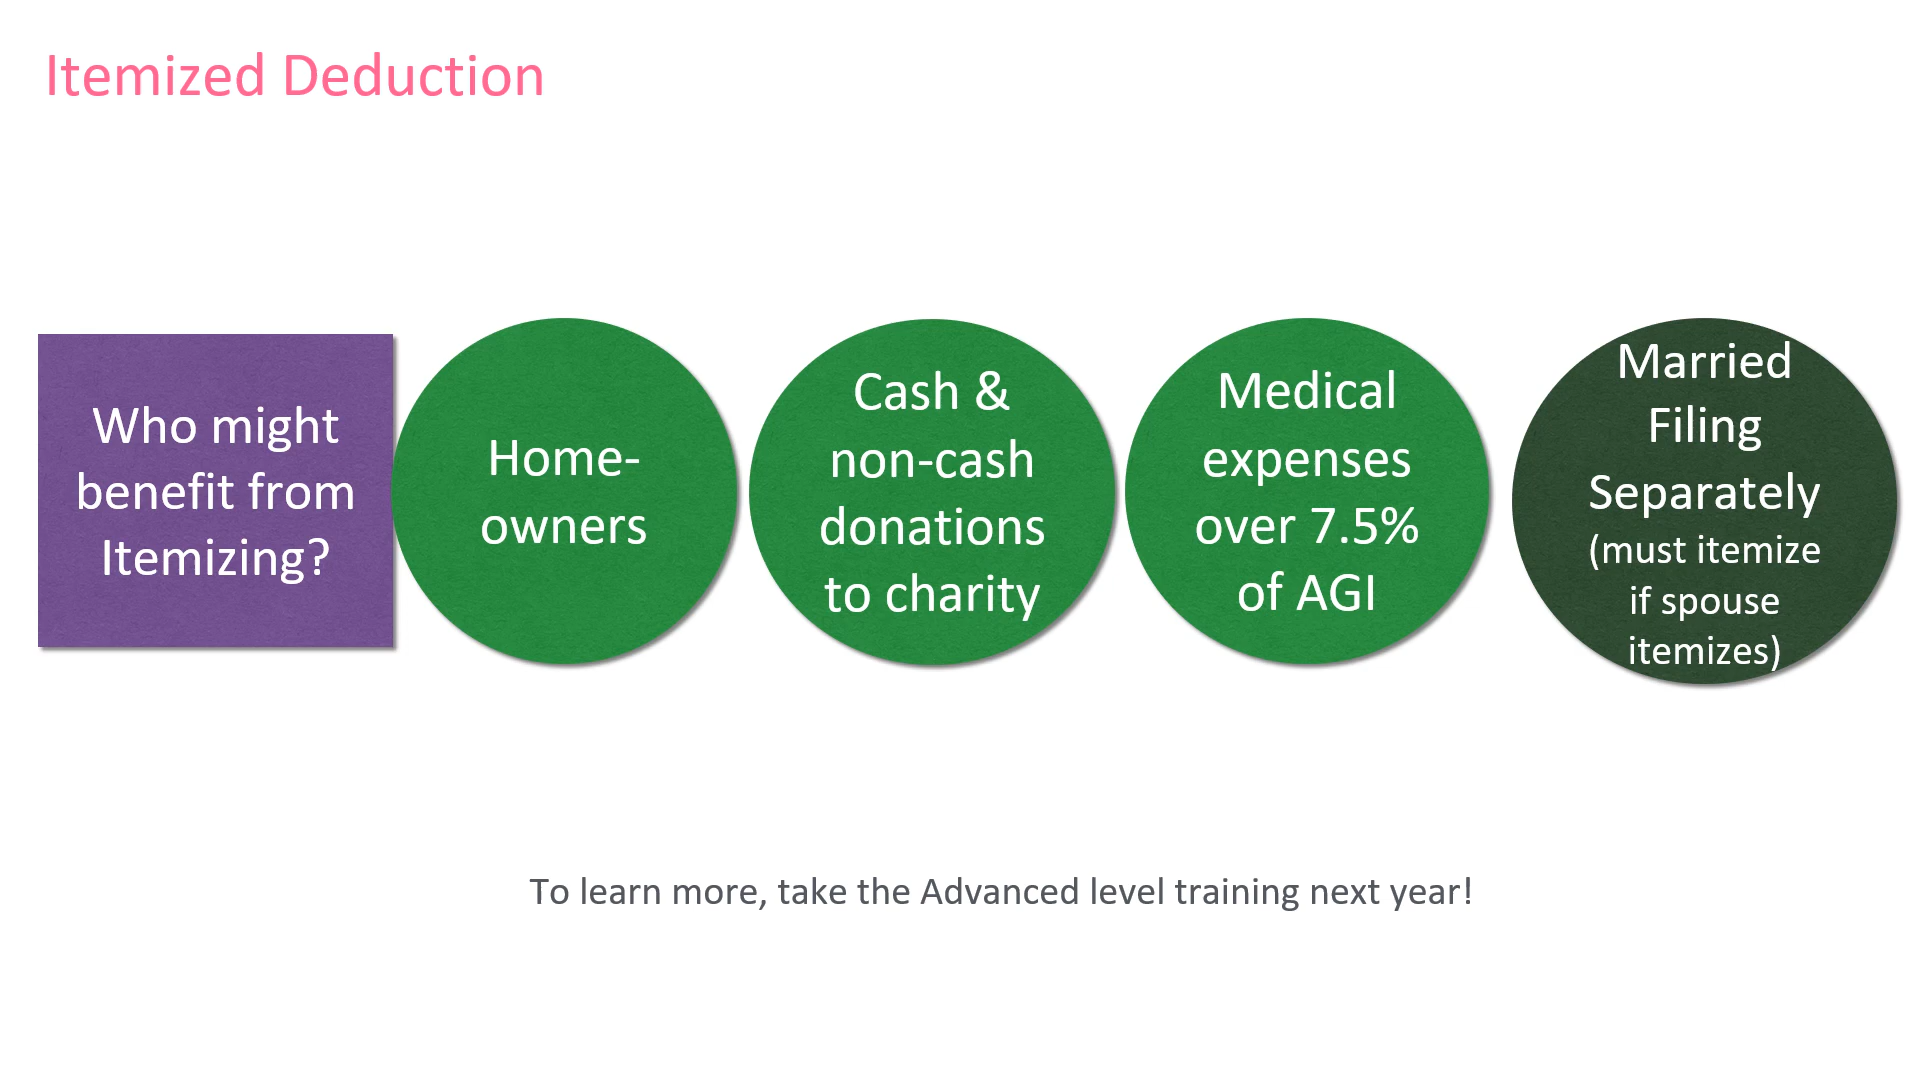 Itemized Deduction
Who might
benefit from
Itemizing?
Home-
owners
Cash &
non-cash
donations
to charity
Medical
expenses
over 7.5%
of AGI
Married
Filing
Separately
(must itemize
if spouse
itemizes)
To learn more, take the Advanced level training next year!